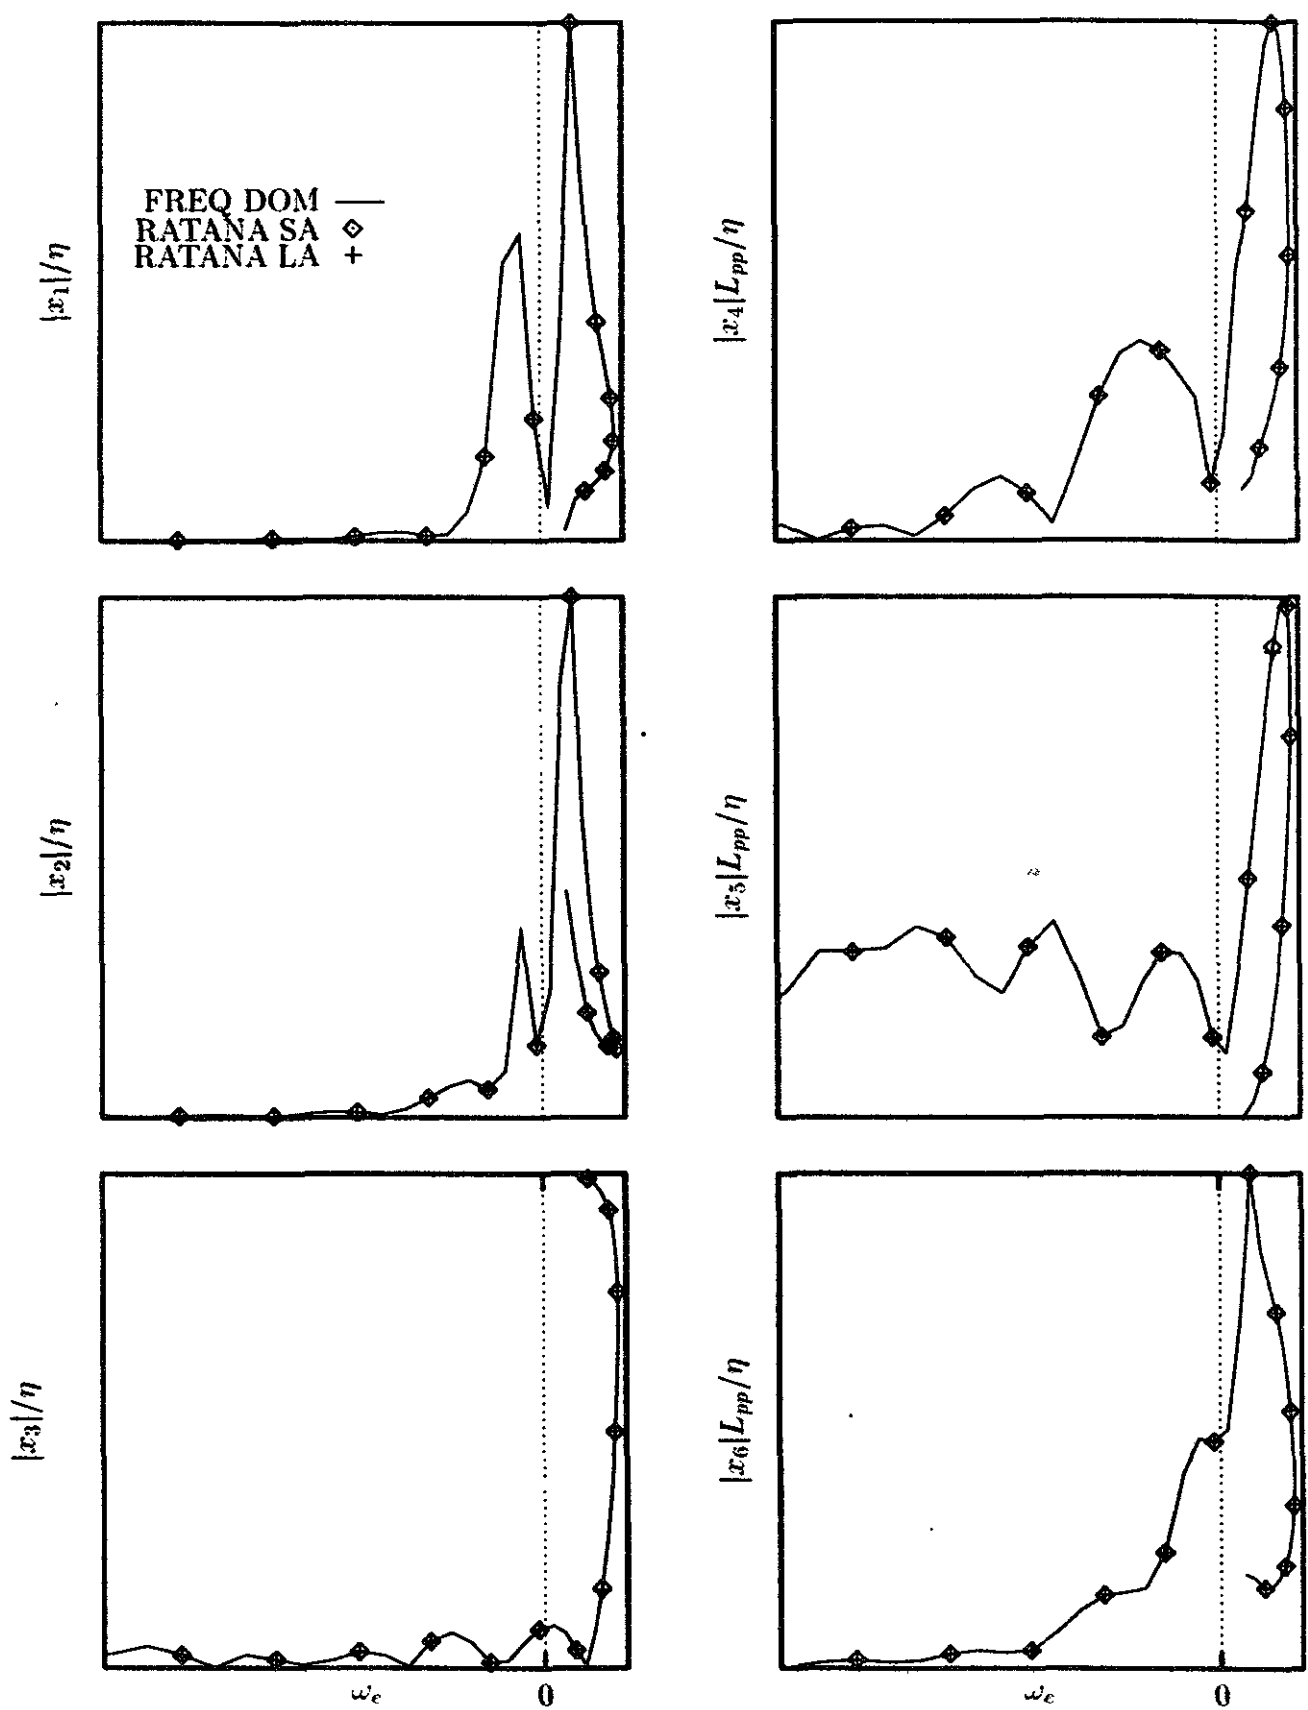 |x₁|/η
FREQ DOM
RATANA SA
RATANA LA
|x₄|Lₚₚ/η
|x₂|/η
|x₅|Lₚₚ/η
|x₃|/η
ωₑ 0
|x₆|Lₚₚ/η
ωₑ 0